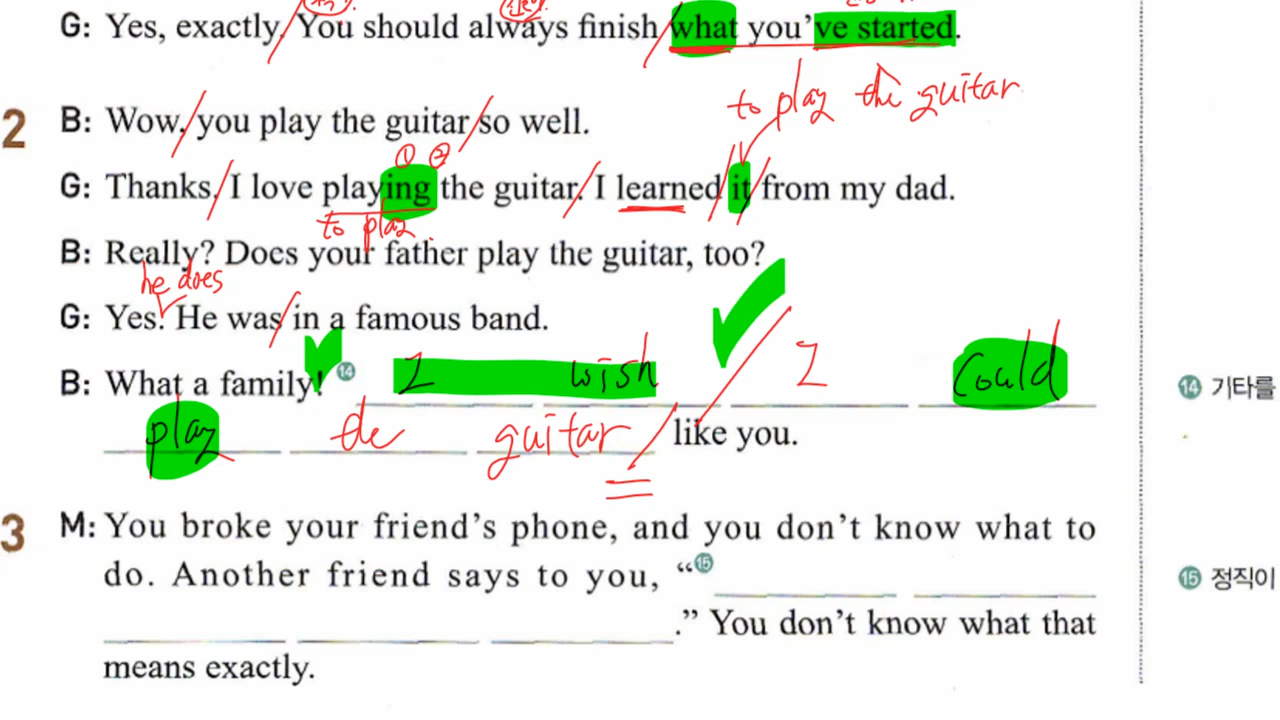 G: Yes, exactly. You should always finish what you've started.
to play the guitar
2 B: Wow, you play the guitar so well.
① ②
G: Thanks, I love playing the guitar. I learned it from my dad.
to play
B: Really? Does your father play the guitar, too?
he does
G: Yes. He was in a famous band.
B: What a family! ⑭ I wish I could
⑭ 기타를
play the guitar like you.
3 M: You broke your friend's phone, and you don't know what to
do. Another friend says to you, “⑮
⑮ 정직이
.” You don't know what that
means exactly.